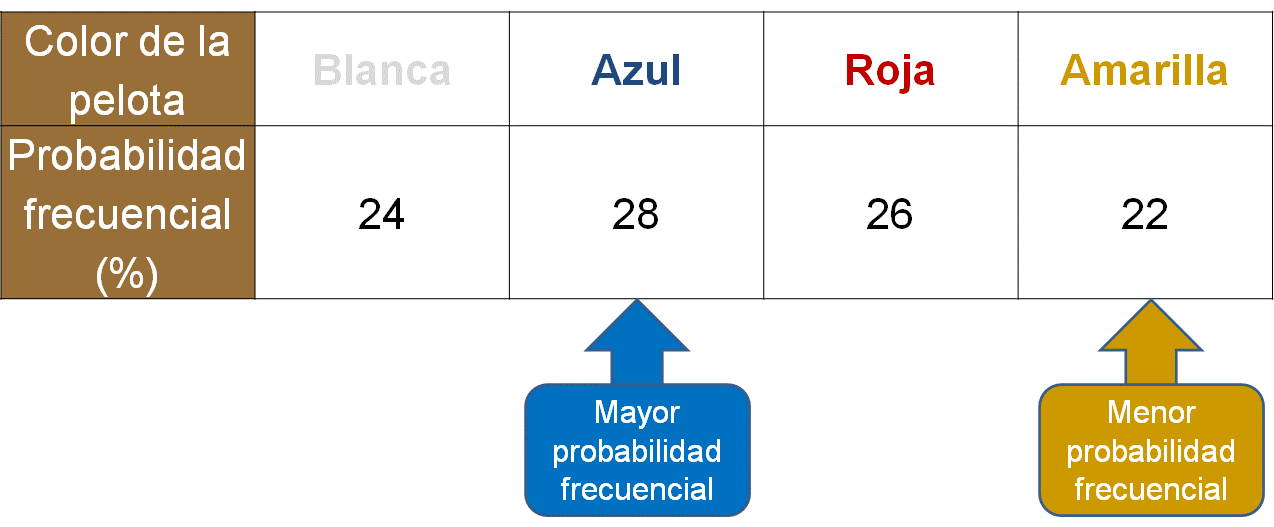 Color de la
pelota
Blanca
Azul
Roja
Amarilla
Probabilidad
frecuencial
(%)
24
28
26
22
Mayor
probabilidad
frecuencial
Menor
probabilidad
frecuencial